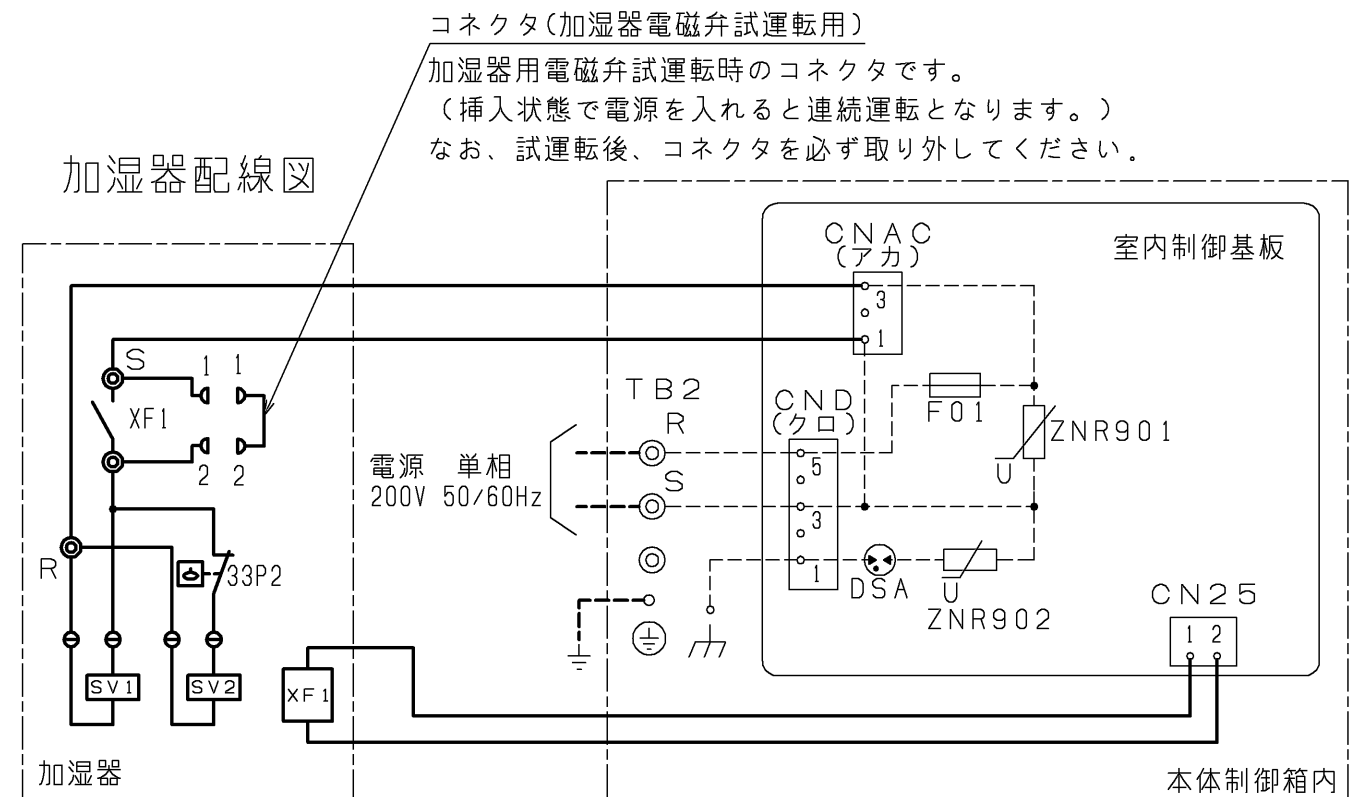 コネクタ(加湿器電磁弁試運転用)
加湿器用電磁弁試運転時のコネクタです。
(挿入状態で電源を入れると連続運転となります。)
なお、試運転後、コネクタを必ず取り外してください.
加湿器配線図
室内制御基板
CNAC
(アカ)
3
1
S
1 1
XF1
2 2
TB2
R
S
CND
(クロ)
5
3
1
F01
ZNR901
U
電源 単相
200V 50/60Hz
R
33P2
DSA
U
ZNR902
CN25
1 2
SV1
SV2
XF1
加湿器
本体制御箱内